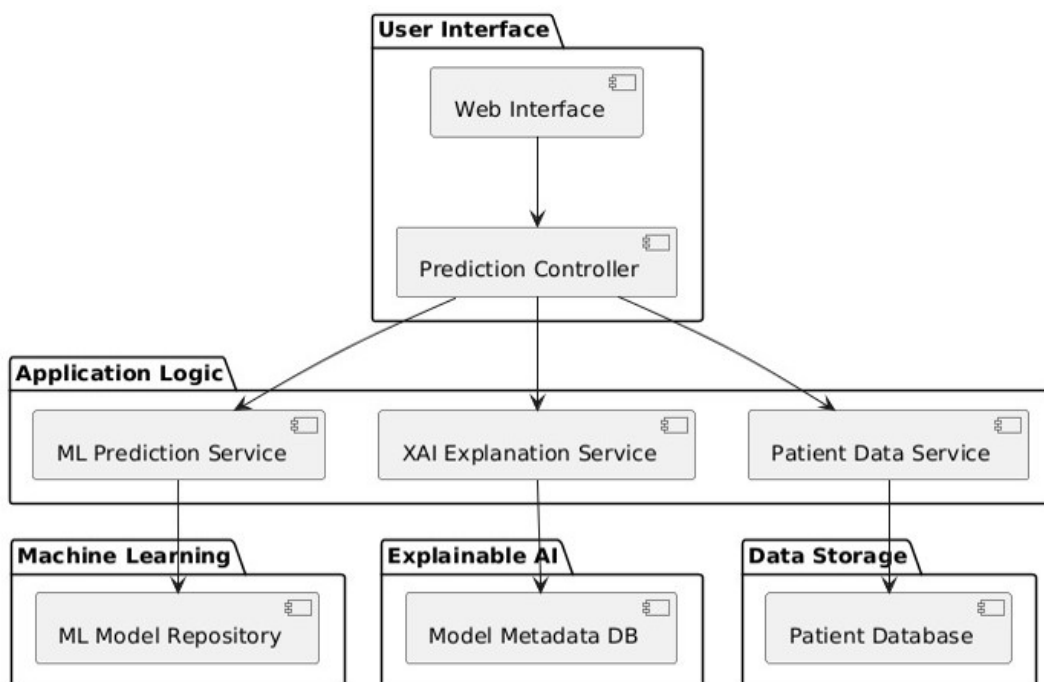 User Interface
Web Interface
Prediction Controller
Application Logic
ML Prediction Service
XAI Explanation Service
Patient Data Service
Machine Learning
Explainable AI
Data Storage
ML Model Repository
Model Metadata DB
Patient Database